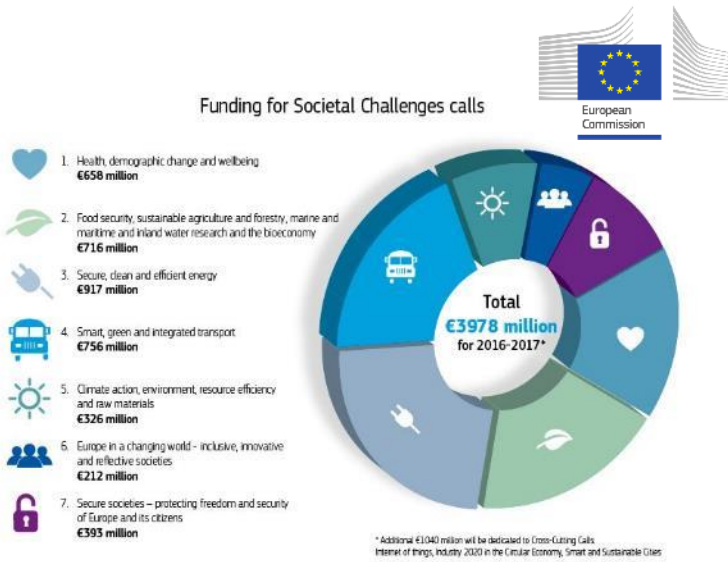 European
Commission
Funding for Societal Challenges calls
1. Health, demographic change and wellbeing
€658 million
2. Food security, sustainable agriculture and forestry, marine and
maritime and inland water research and the bioeconomy
€716 million
3. Secure, clean and efficient energy
€917 million
4. Smart, green and integrated transport
€756 million
5. Climate action, environment, resource efficiency
and raw materials
€326 million
6. Europe in a changing world - inclusive, innovative
and reflective societies
€212 million
7. Secure societies – protecting freedom and security
of Europe and its citizens
€393 million
Total
€3978 million
for 2016-2017*
* Additional €1040 million will be dedicated to Cross-Cutting Calls
Internet of things, Industry 2020 in the Circular Economy, Smart and Sustainable Cities